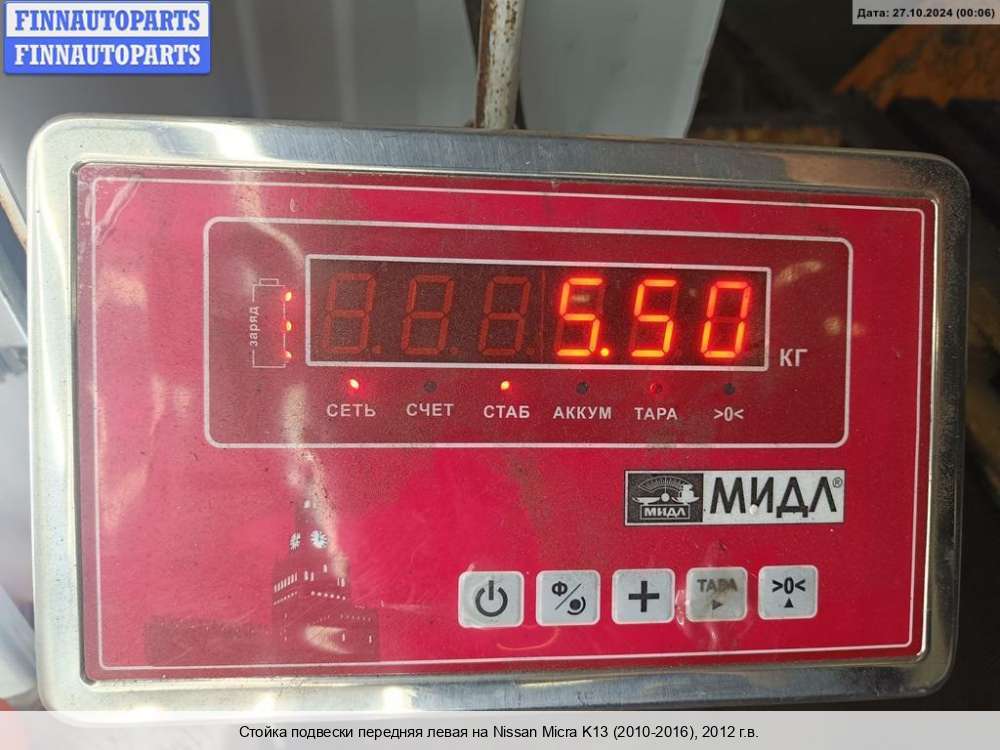 FINNAUTOPARTS
FINNAUTOPARTS
Дата: 27.10.2024 (00:06)
заряд
5.50
КГ
СЕТЬ СЧЕТ СТАБ АККУМ ТАРА >0<
МИДЛ МИДЛ®
Ф/ + ТАРА >0<
Стойка подвески передняя левая на Nissan Micra K13 (2010-2016), 2012 г.в.